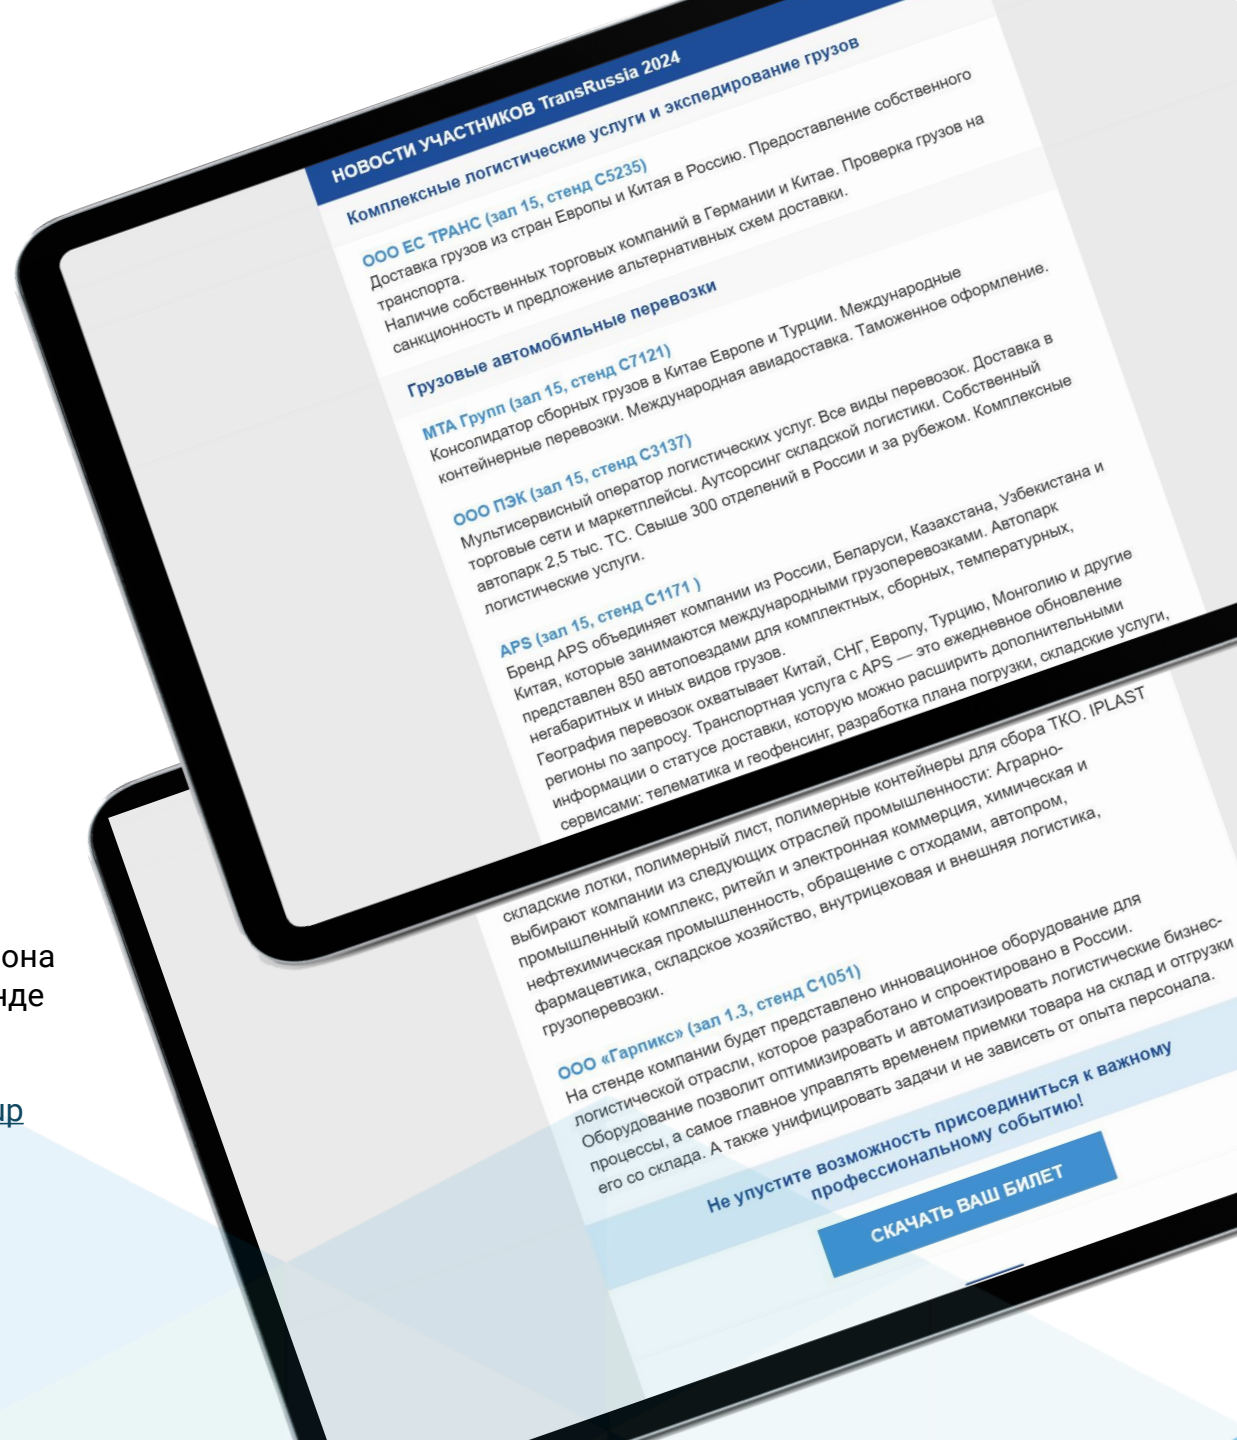 НОВОСТИ УЧАСТНИКОВ TransRussia 2024
Комплексные логистические услуги и экспедирование грузов
ООО ЕС ТРАНС (зал 15, стенд C5235)
Доставка грузов из стран Европы и Китая в Россию. Предоставление собственного
транспорта.
Наличие собственных торговых компаний в Германии и Китае. Проверка грузов на
санкционность и предложение альтернативных схем доставки.
Грузовые автомобильные перевозки
МТА Групп (зал 15, стенд C7121)
Консолидатор сборных грузов в Китае Европе и Турции. Международные
контейнерные перевозки. Международная авиадоставка. Таможенное оформление.
ООО ПЭК (зал 15, стенд C3137)
Мультисервисный оператор логистических услуг. Все виды перевозок. Доставка в
торговые сети и маркетплейсы. Аутсорсинг складской логистики. Собственный
автопарк 2,5 тыс. ТС. Свыше 300 отделений в России и за рубежом. Комплексные
логистические услуги.
APS (зал 15, стенд C1171 )
Бренд APS объединяет компании из России, Беларуси, Казахстана, Узбекистана и
Китая, которые занимаются международными грузоперевозками. Автопарк
представлен 850 автопоездами для комплектных, сборных, температурных,
негабаритных и иных видов грузов.
География перевозок охватывает Китай, СНГ, Европу, Турцию, Монголию и другие
регионы по запросу. Транспортная услуга с APS — это ежедневное обновление
информации о статусе доставки, которую можно расширить дополнительными
сервисами: телематика и геофенсинг, разработка плана погрузки, складские услуги,
складские лотки, полимерный лист, полимерные контейнеры для сбора ТКО. IPLAST
выбирают компании из следующих отраслей промышленности: Аграрно-
промышленный комплекс, ритейл и электронная коммерция, химическая и
нефтехимическая промышленность, обращение с отходами, автопром,
фармацевтика, складское хозяйство, внутрицеховая и внешняя логистика,
грузоперевозки.
ООО «Гарпикс» (зал 1.3, стенд C1051)
На стенде компании будет представлено инновационное оборудование для
логистической отрасли, которое разработано и спроектировано в России.
Оборудование позволит оптимизировать и автоматизировать логистические бизнес-
процессы, а самое главное управлять временем приемки товара на склад и отгрузки
его со склада. А также унифицировать задачи и не зависеть от опыта персонала.
Не упустите возможность присоединиться к важному
профессиональному событию!
СКАЧАТЬ ВАШ БИЛЕТ
она
нде
up